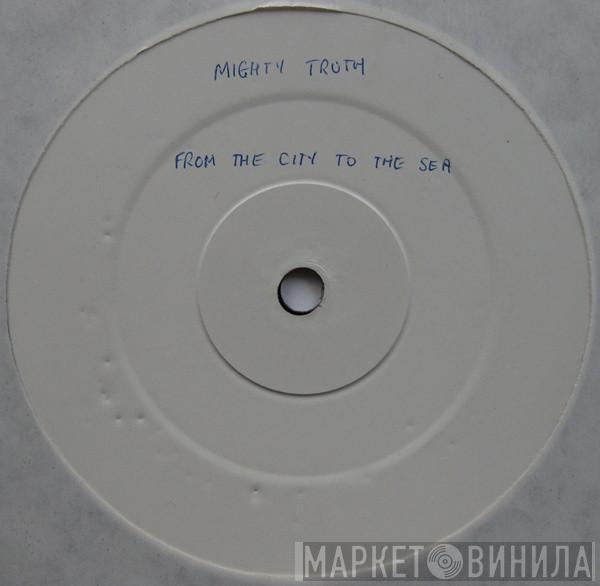 MIGHTY TRUTH
FROM THE CITY TO THE SEA
МАРКЕТ ВИНИЛА